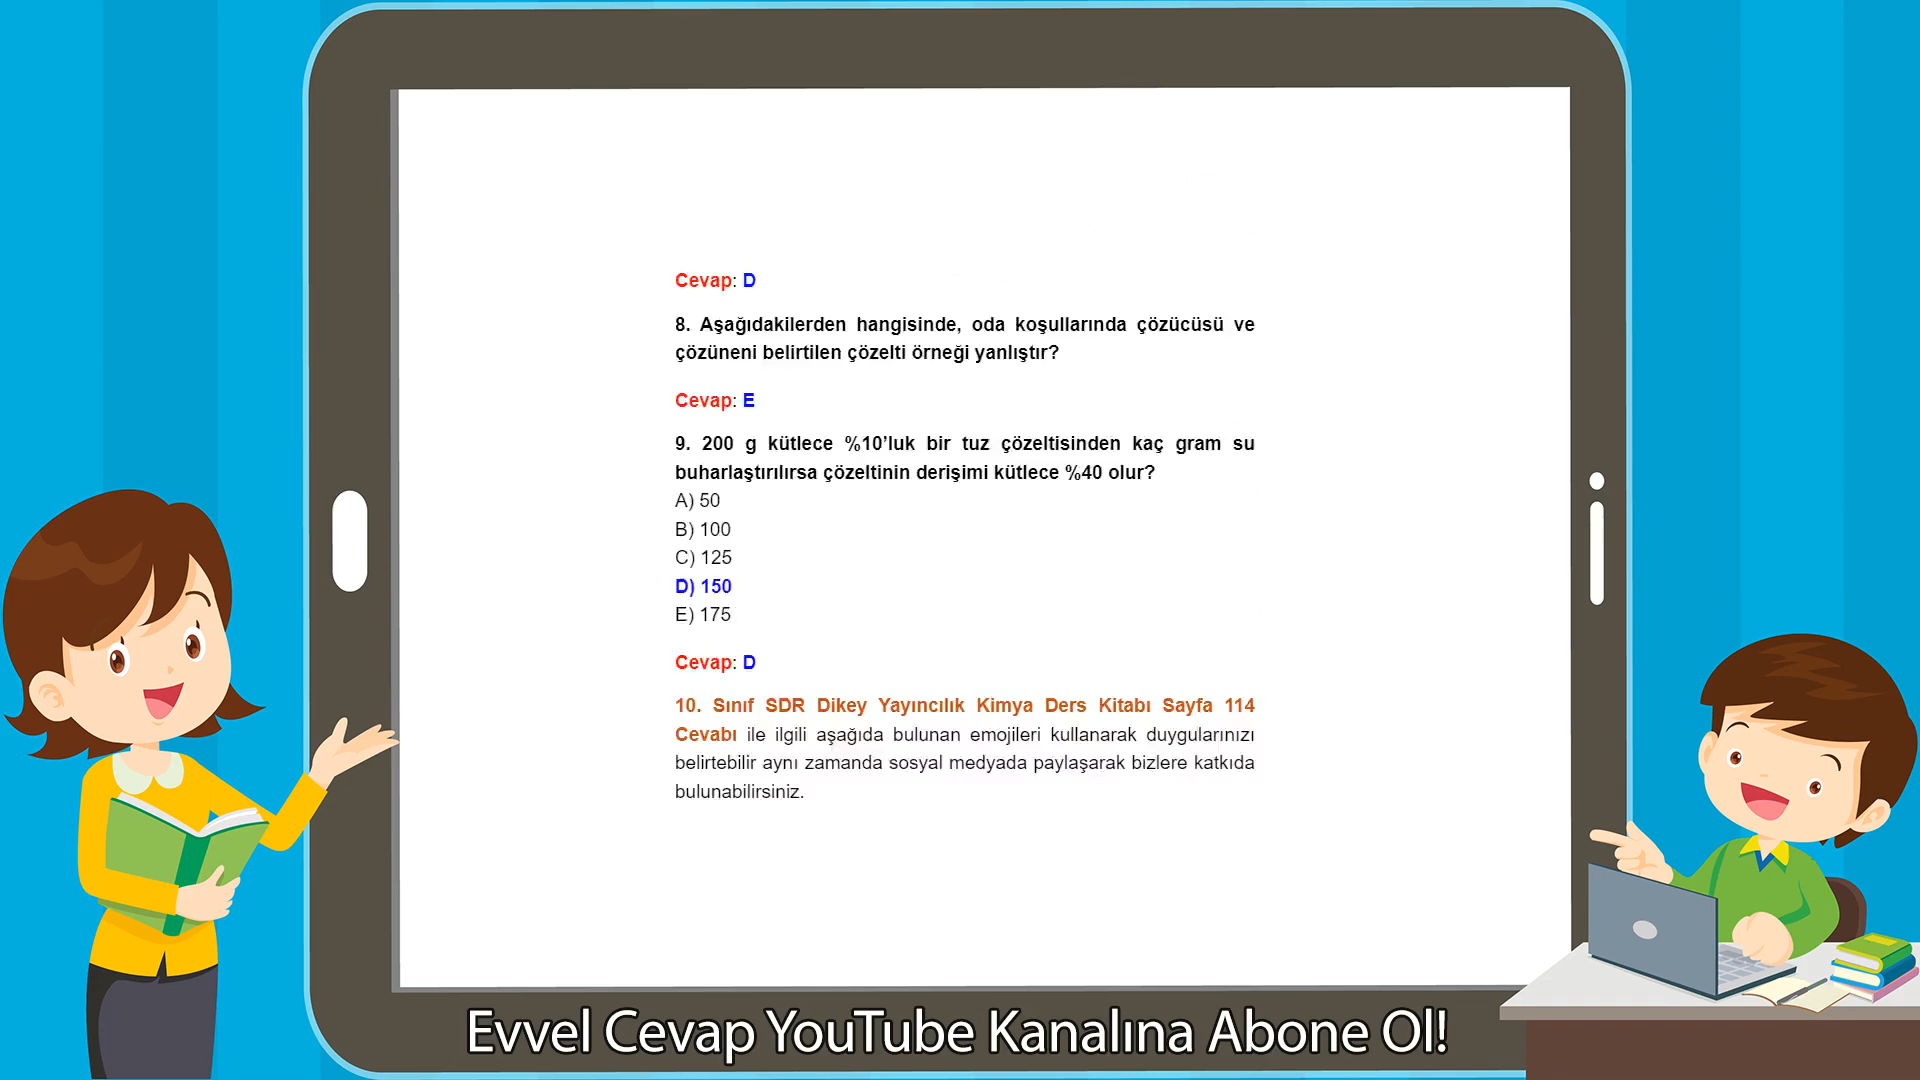 Cevap: D
8. Aşağıdakilerden hangisinde, oda koşullarında çözücüsü ve
çözüneni belirtilen çözelti örneği yanlıştır?
Cevap: E
9. 200 g kütlece %10’luk bir tuz çözeltisinden kaç gram su
buharlaştırılırsa çözeltinin derişimi kütlece %40 olur?
A) 50
B) 100
C) 125
D) 150
E) 175
Cevap: D
10. Sınıf SDR Dikey Yayıncılık Kimya Ders Kitabı Sayfa 114
Cevabı ile ilgili aşağıda bulunan emojileri kullanarak duygularınızı
belirtebilir aynı zamanda sosyal medyada paylaşarak bizlere katkıda
bulunabilirsiniz.
Evvel Cevap YouTube Kanalına Abone Ol!